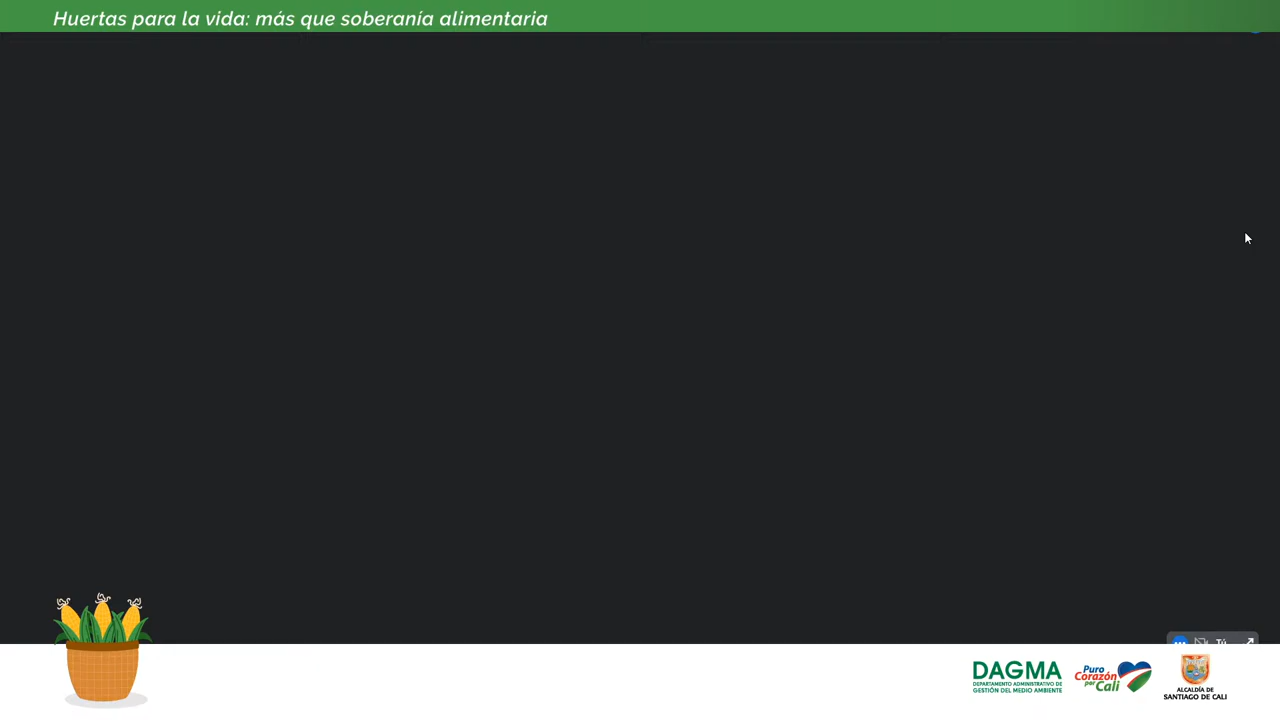 Huertas para la vida: más que soberanía alimentaria
Tú
DAGMA
DEPARTAMENTO ADMINISTRATIVO DE
GESTIÓN DEL MEDIO AMBIENTE
Puro
Corazón
por Cali
ALCALDÍA DE
SANTIAGO DE CALI